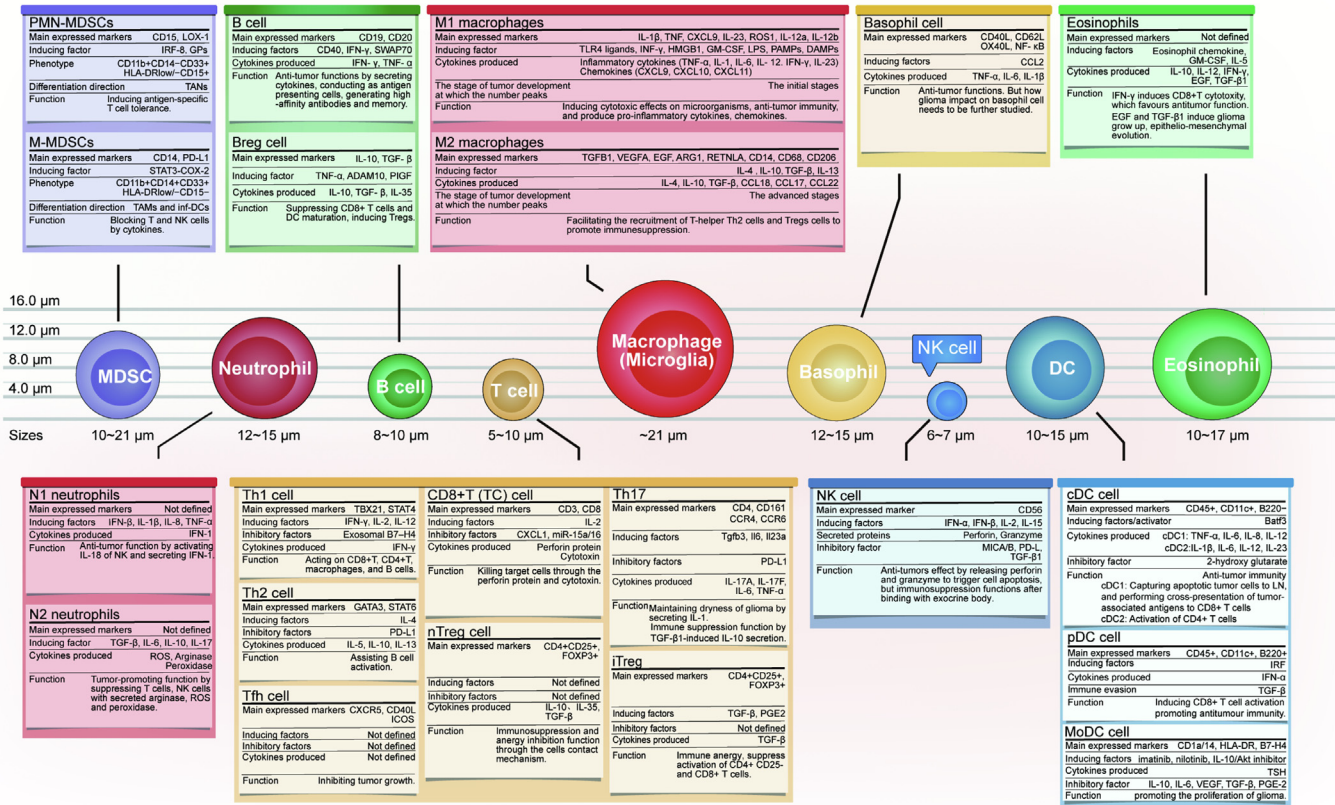 PMN-MDSCs
Main expressed markers CD15, LOX-1
Inducing factor IRF-8, GPs
Phenotype CD11b+CD14−CD33+
HLA-DRlow/−CD15+
Differentiation direction TANs
Function Inducing antigen-specific
T cell tolerance.
M-MDSCs
Main expressed markers CD14, PD-L1
Inducing factor STAT3-COX-2
Phenotype CD11b+CD14+CD33+
HLA-DRlow/−CD15−
Differentiation direction TAMs and inf-DCs
Function Blocking T and NK cells
by cytokines.
B cell
Main expressed markers CD19, CD20
Inducing factors CD40, IFN-γ, SWAP70
Cytokines produced IFN- γ, TNF- α
Function Anti-tumor functions by secreting
cytokines, conducting as antigen
presenting cells, generating high
-affinity antibodies and memory.
Breg cell
Main expressed markers IL-10, TGF- β
Inducing factor TNF-α, ADAM10, PIGF
Cytokines produced IL-10, TGF- β, IL-35
Function Suppressing CD8+ T cells and
DC maturation, inducing Tregs.
M1 macrophages
Main expressed markers IL-1β, TNF, CXCL9, IL-23, ROS1, IL-12a, IL-12b
Inducing factor TLR4 ligands, INF-γ, HMGB1, GM-CSF, LPS, PAMPs, DAMPs
Cytokines produced Inflammatory cytokines (TNF-α, IL-1, IL-6, IL- 12. IFN-γ, IL-23)
Chemokines (CXCL9, CXCL10, CXCL11)
The stage of tumor development The initial stages
at which the number peaks
Function Inducing cytotoxic effects on microorganisms, anti-tumor immunity,
and produce pro-inflammatory cytokines, chemokines.
M2 macrophages
Main expressed markers TGFB1, VEGFA, EGF, ARG1, RETNLA, CD14, CD68, CD206
Inducing factor IL-4 , IL-10, TGF-β, IL-13
Cytokines produced IL-4, IL-10, TGF-β, CCL18, CCL17, CCL22
The stage of tumor development The advanced stages
at which the number peaks
Function Facilitating the recruitment of T-helper Th2 cells and Tregs cells to
promote immunesuppression.
Basophil cell
Main expressed markers CD40L, CD62L
OX40L, NF- κB
Inducing factors CCL2
Cytokines produced TNF-α, IL-6, IL-1β
Function Anti-tumor functions. But how
glioma impact on basophil cell
needs to be further studied.
Eosinophils
Main expressed markers Not defined
Inducing factors Eosinophil chemokine,
GM-CSF, IL-5
Cytokines produced IL-10, IL-12, IFN-γ,
EGF, TGF-β1
Function IFN-γ induces CD8+T cytoxity,
which favours antitumor function.
EGF and TGF-β1 induce glioma
grow up, epithelio-mesenchymal
evolution.
16.0 μm
12.0 μm
8.0 μm
4.0 μm
MDSC
Neutrophil
B cell
T cell
Macrophage
(Microglia)
Basophil
NK cell
DC
Eosinophil
Sizes 10~21 μm 12~15 μm 8~10 μm 5~10 μm ~21 μm 12~15 μm 6~7 μm 10~15 μm 10~17 μm
N1 neutrophils
Main expressed markers Not defined
Inducing factors IFN-β, IL-1β, IL-8, TNF-α
Cytokines produced IFN-1
Function Anti-tumor function by activating
IL-18 of NK and secreting IFN-1.
N2 neutrophils
Main expressed markers Not defined
Inducing factor TGF-β, IL-6, IL-10, IL-17
Cytokines produced ROS, Arginase
Peroxidase
Function Tumor-promoting function by
suppressing T cells, NK cells
with secreted arginase, ROS
and peroxidase.
Th1 cell
Main expressed markers TBX21, STAT4
Inducing factors IFN-γ, IL-2, IL-12
Inhibitory factors Exosomal B7–H4
Cytokines produced IFN-γ
Function Acting on CD8+T, CD4+T,
macrophages, and B cells.
Th2 cell
Main expressed markers GATA3, STAT6
Inducing factors IL-4
Inhibitory factors PD-L1
Cytokines produced IL-5, IL-10, IL-13
Function Assisting B cell
activation.
Tfh cell
Main expressed markers CXCR5, CD40L
ICOS
Inducing factors Not defined
Inhibitory factors Not defined
Cytokines produced Not defined
Function Inhibiting tumor growth.
CD8+T (TC) cell
Main expressed markers CD3, CD8
Inducing factors IL-2
Inhibitory factors CXCL1, miR-15a/16
Cytokines produced Perforin protein
Cytotoxin
Function Killing target cells through the
perforin protein and cytotoxin.
nTreg cell
Main expressed markers CD4+CD25+,
FOXP3+
Inducing factors Not defined
Inhibitory factors Not defined
Cytokines produced IL-10、IL-35,
TGF-β
Function Immunosuppression and
anergy inhibition function
through the cells contact
mechanism.
Th17
Main expressed markers CD4, CD161
CCR4, CCR6
Inducing factors Tgfb3, Il6, Il23a
Inhibitory factors PD-L1
Cytokines produced IL-17A, IL-17F,
IL-6, TNF-α
Function Maintaining dryness of glioma by
secreting IL-1.
Immune suppression function by
TGF-β1-induced IL-10 secretion.
iTreg
Main expressed markers CD4+CD25+,
FOXP3+
Inducing factors TGF-β, PGE2
Inhibitory factors Not defined
Cytokines produced TGF-β
Function Immune anergy, suppress
activation of CD4+ CD25-
and CD8+ T cells.
NK cell
Main expressed marker CD56
Inducing factors IFN-α, IFN-β, IL-2, IL-15
Secreted proteins Perforin, Granzyme
Inhibitory factor MICA/B, PD-L,
TGF-β1
Function Anti-tumors effect by releasing perforin
and granzyme to trigger cell apoptosis,
but immunosuppression functions after
binding with exocrine body.
cDC cell
Main expressed markers CD45+, CD11c+, B220−
Inducing factors/activator Batf3
Cytokines produced cDC1: TNF-α, IL-6, IL-8, IL-12
cDC2:IL-1β, IL-6, IL-12, IL-23
Inhibitory factor 2-hydroxy glutarate
Function Anti-tumor immunity
cDC1: Capturing apoptotic tumor cells to LN,
and performing cross-presentation of tumor-
associated antigens to CD8+ T cells
cDC2: Activation of CD4+ T cells
pDC cell
Main expressed markers CD45+, CD11c+, B220+
Inducing factors IRF
Cytokines produced IFN-α
Immune evasion TGF-β
Function Inducing CD8+ T cell activation
promoting antitumour immunity.
MoDC cell
Main expressed markers CD1a/14, HLA-DR, B7-H4
Inducing factors imatinib, nilotinib, IL-10/Akt inhibitor
Cytokines produced TSH
Inhibitory factor IL-10, IL-6, VEGF, TGF-β, PGE-2
Function promoting the proliferation of glioma.